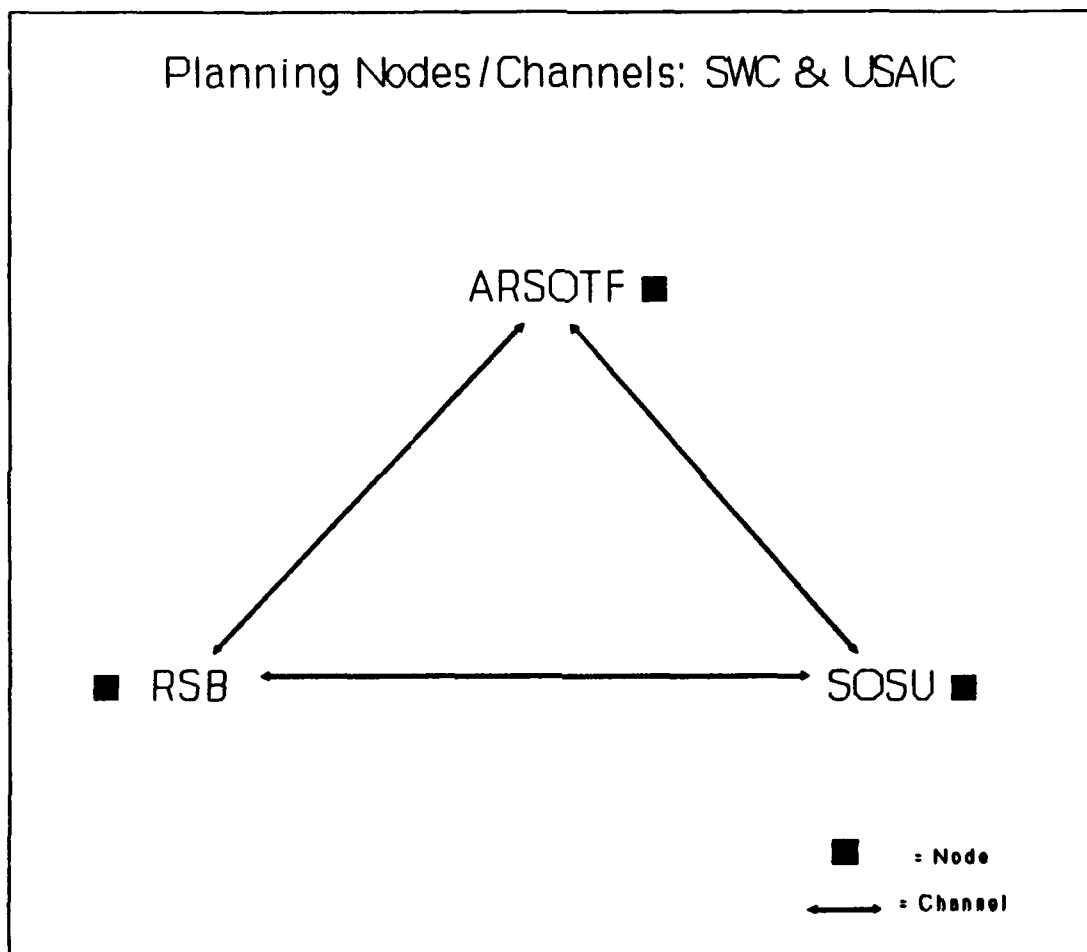 Planning Nodes/Channels: SWC & USAIC
ARSOTF
RSB
SOSU
= Node
= Channel